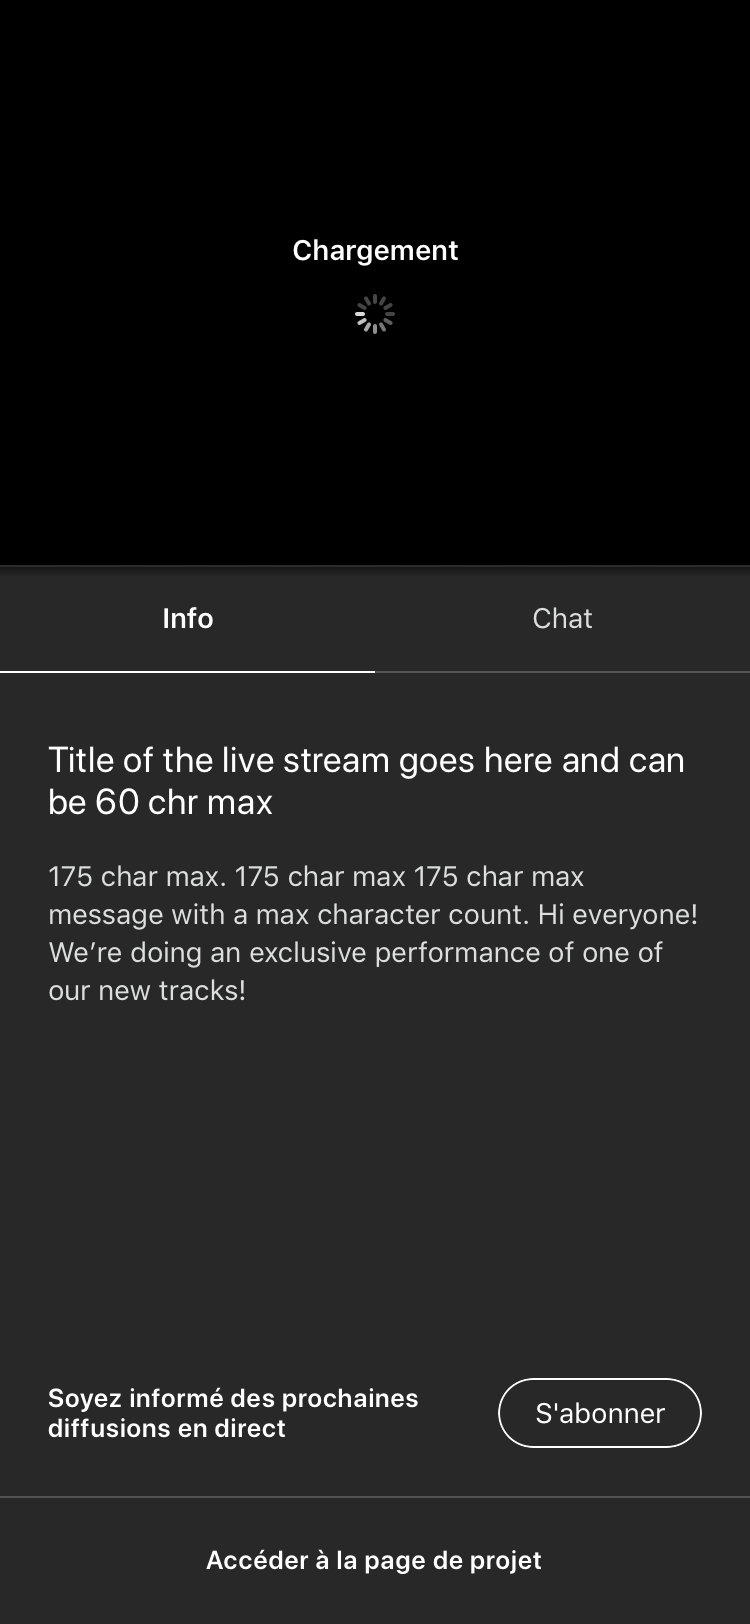 Chargement
Info
Chat
Title of the live stream goes here and can
be 60 chr max
175 char max. 175 char max 175 char max
message with a max character count. Hi everyone!
We’re doing an exclusive performance of one of
our new tracks!
Soyez informé des prochaines
diffusions en direct
S'abonner
Accéder à la page de projet